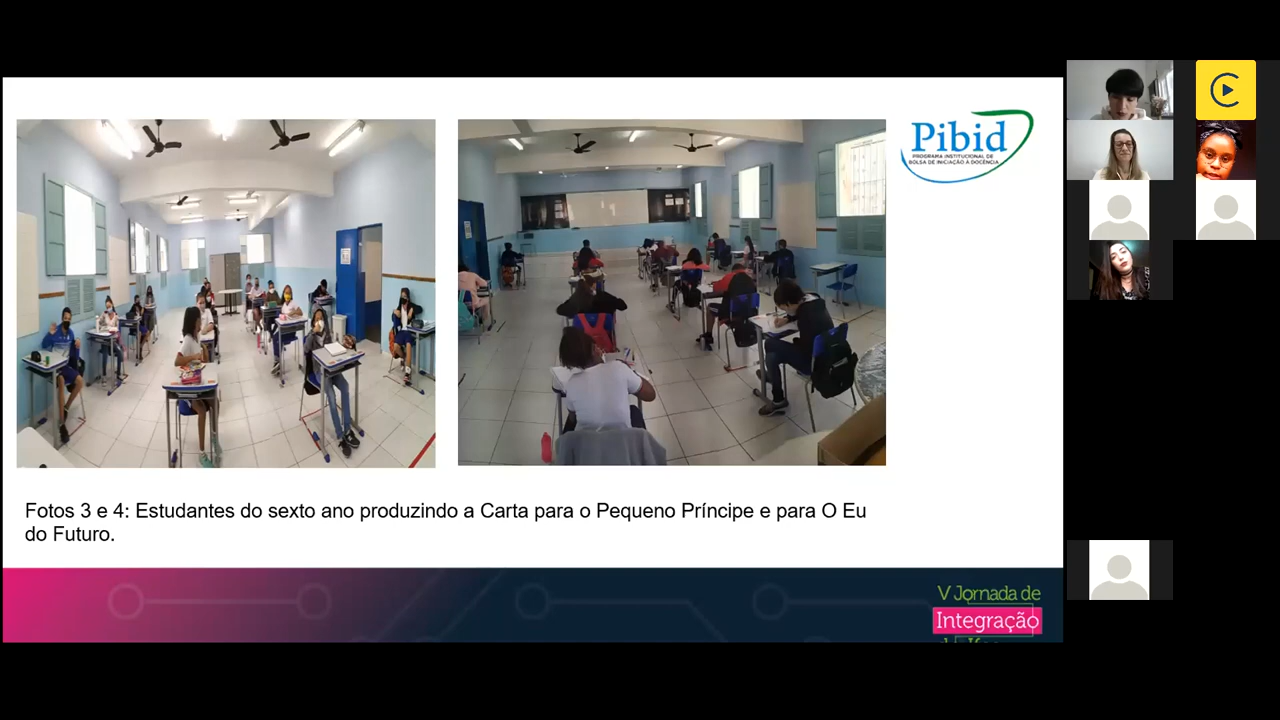 Pibid
PROGRAMA INSTITUCIONAL DE
BOLSA DE INICIAÇÃO À DOCÊNCIA
Fotos 3 e 4: Estudantes do sexto ano produzindo a Carta para o Pequeno Príncipe e para O Eu
do Futuro.
V Jornada de
Integração